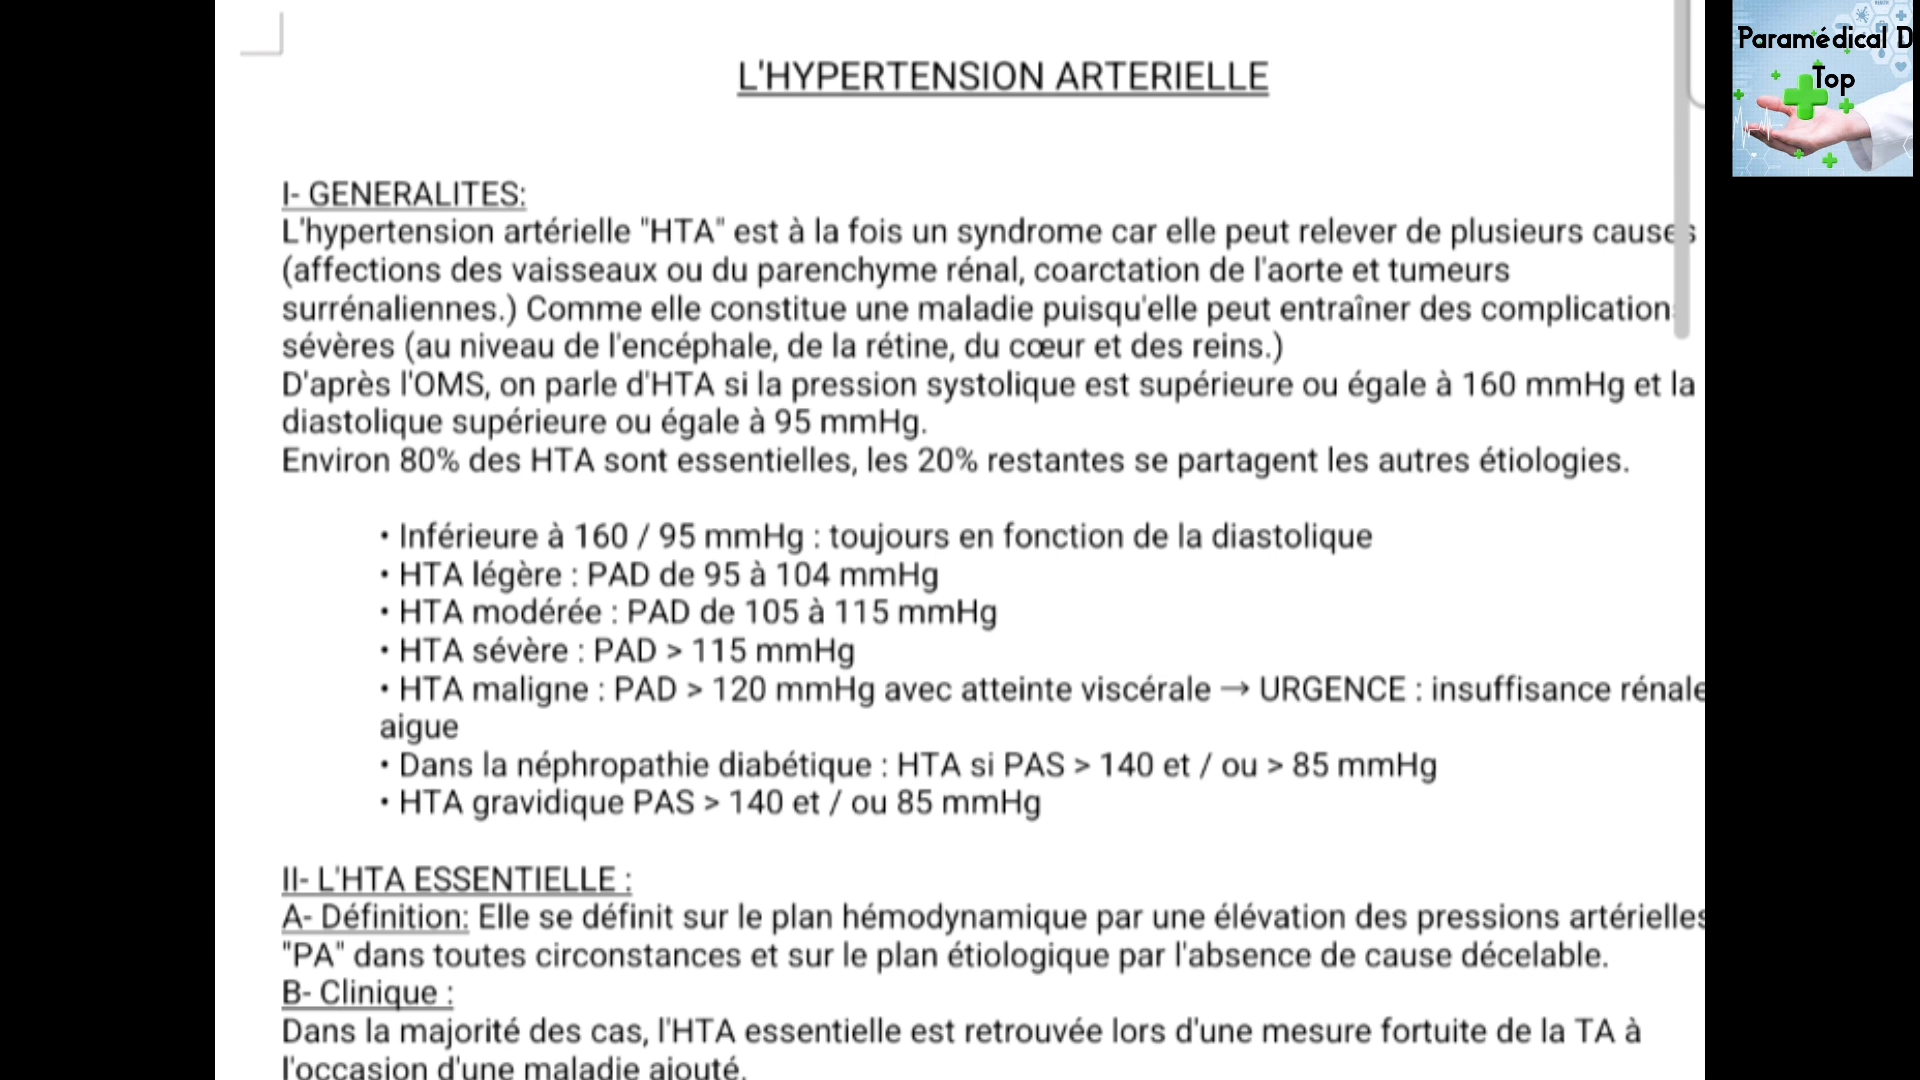 L'HYPERTENSION ARTERIELLE
I- GENERALITES:
L'hypertension artérielle "HTA" est à la fois un syndrome car elle peut relever de plusieurs causes
(affections des vaisseaux ou du parenchyme rénal, coarctation de l'aorte et tumeurs
surrénaliennes.) Comme elle constitue une maladie puisqu'elle peut entraîner des complication
sévères (au niveau de l'encéphale, de la rétine, du cœur et des reins.)
D'après l'OMS, on parle d'HTA si la pression systolique est supérieure ou égale à 160 mmHg et la
diastolique supérieure ou égale à 95 mmHg.
Environ 80% des HTA sont essentielles, les 20% restantes se partagent les autres étiologies.
• Inférieure à 160 / 95 mmHg : toujours en fonction de la diastolique
• HTA légère : PAD de 95 à 104 mmHg
• HTA modérée : PAD de 105 à 115 mmHg
• HTA sévère : PAD > 115 mmHg
• HTA maligne : PAD > 120 mmHg avec atteinte viscérale → URGENCE : insuffisance rénale
aigue
• Dans la néphropathie diabétique : HTA si PAS > 140 et / ou > 85 mmHg
• HTA gravidique PAS > 140 et / ou 85 mmHg
II- L'HTA ESSENTIELLE :
A- Définition: Elle se définit sur le plan hémodynamique par une élévation des pressions artérielles
"PA" dans toutes circonstances et sur le plan étiologique par l'absence de cause décelable.
B- Clinique :
Dans la majorité des cas, l'HTA essentielle est retrouvée lors d'une mesure fortuite de la TA à
l'occasion d'une maladie ajouté.
Paramédical D
Top